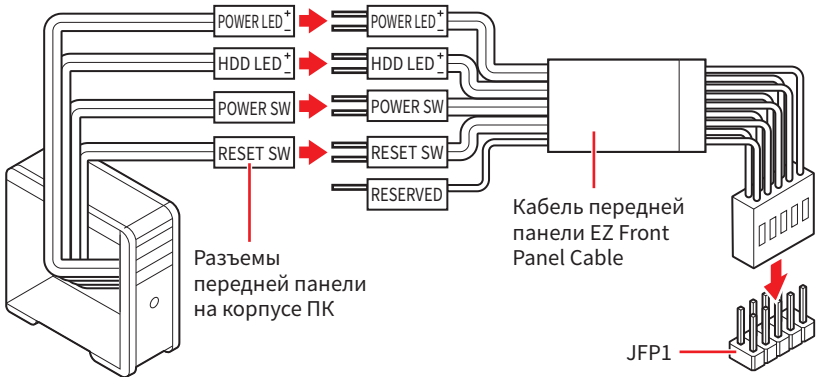 POWER LED + −
POWER LED + −
HDD LED + −
HDD LED + −
POWER SW
POWER SW
RESET SW
RESET SW
RESERVED
Разъемы
передней панели
на корпусе ПК
Кабель передней
панели EZ Front
Panel Cable
JFP1